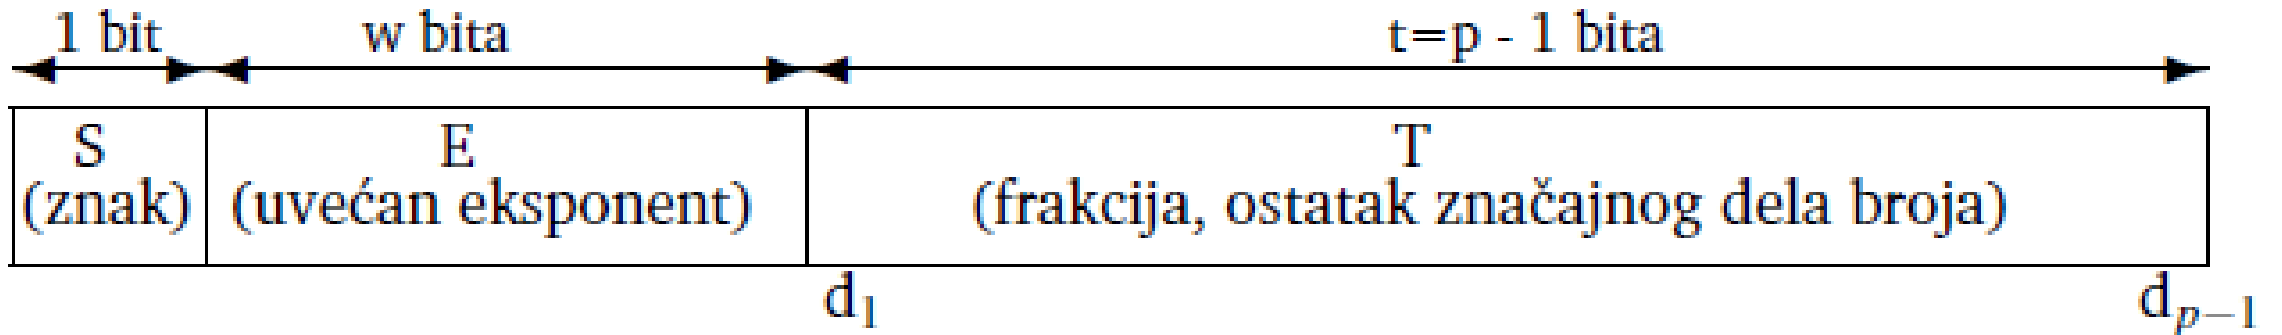 1 bit w bita t=p - 1 bita
S E T
(znak) (uvećan eksponent) (frakcija, ostatak značajnog dela broja)
d₁ dₚ₋₁